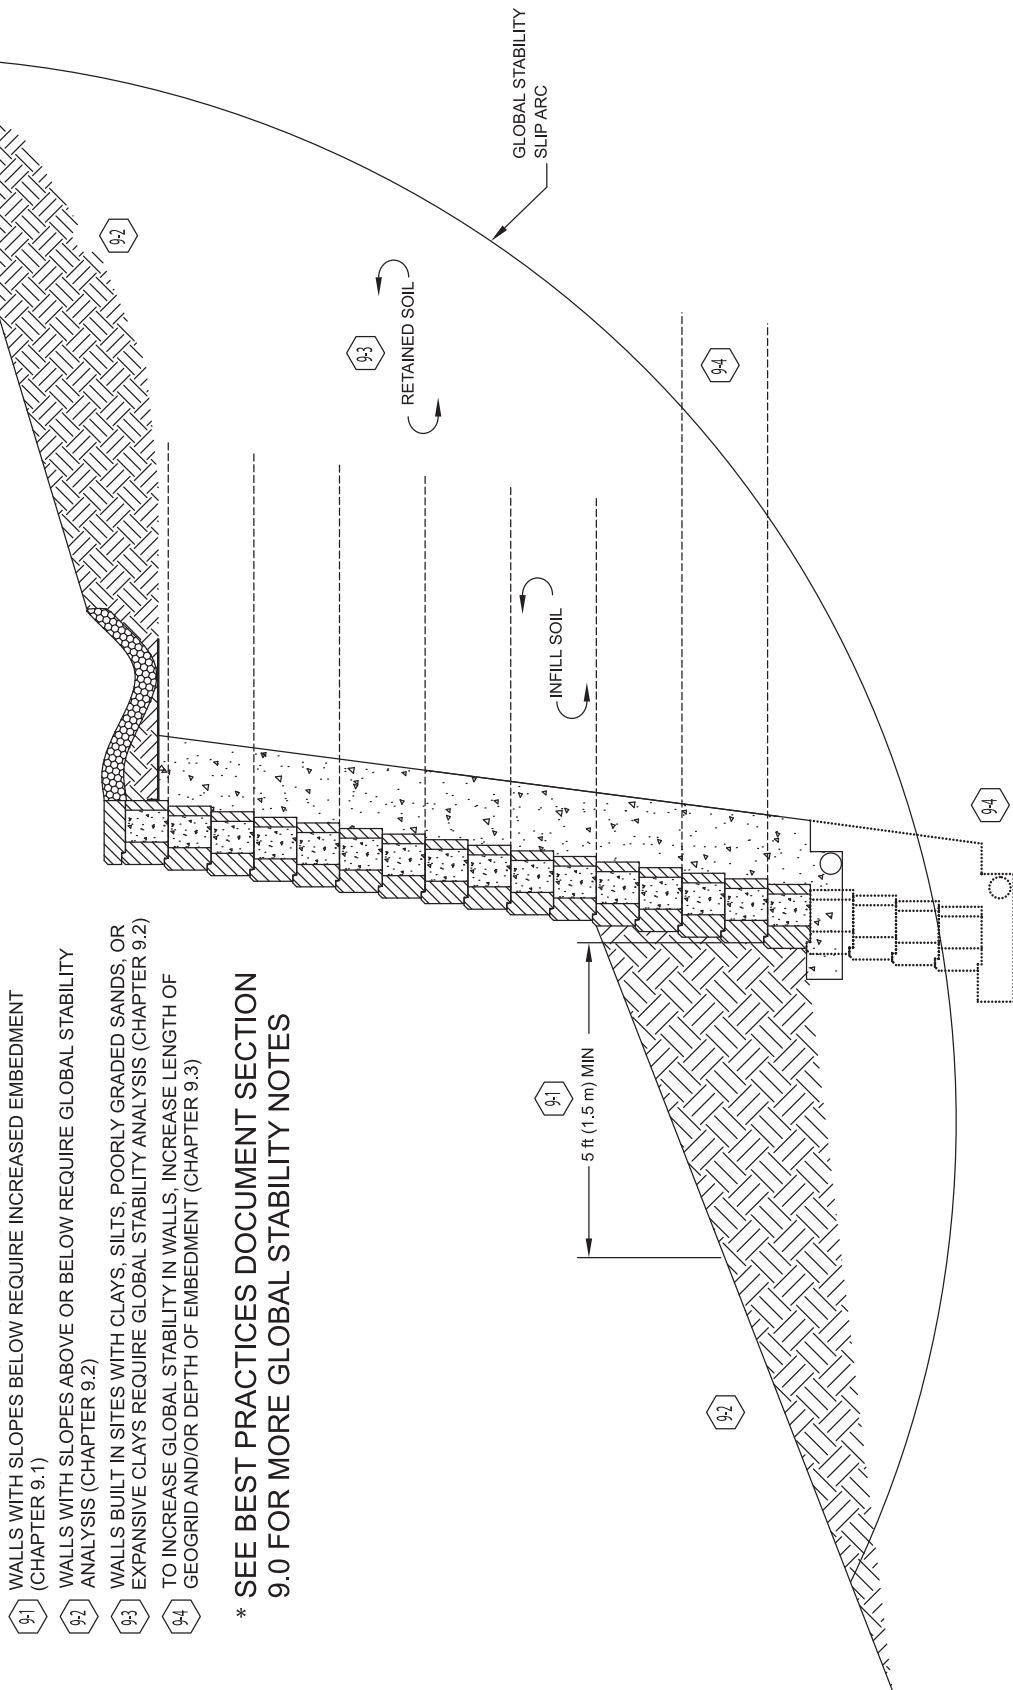 9-1 WALLS WITH SLOPES BELOW REQUIRE INCREASED EMBEDMENT
(CHAPTER 9.1)
9-2 WALLS WITH SLOPES ABOVE OR BELOW REQUIRE GLOBAL STABILITY
ANALYSIS (CHAPTER 9.2)
9-3 WALLS BUILT IN SITES WITH CLAYS, SILTS, POORLY GRADED SANDS, OR
EXPANSIVE CLAYS REQUIRE GLOBAL STABILITY ANALYSIS (CHAPTER 9.2)
9-4 TO INCREASE GLOBAL STABILITY IN WALLS, INCREASE LENGTH OF
GEOGRID AND/OR DEPTH OF EMBEDMENT (CHAPTER 9.3)
* SEE BEST PRACTICES DOCUMENT SECTION
9.0 FOR MORE GLOBAL STABILITY NOTES
9-2
9-3
RETAINED SOIL
GLOBAL STABILITY
SLIP ARC
INFILL SOIL
9-4
9-1
5 ft (1.5 m) MIN
9-2
9-4